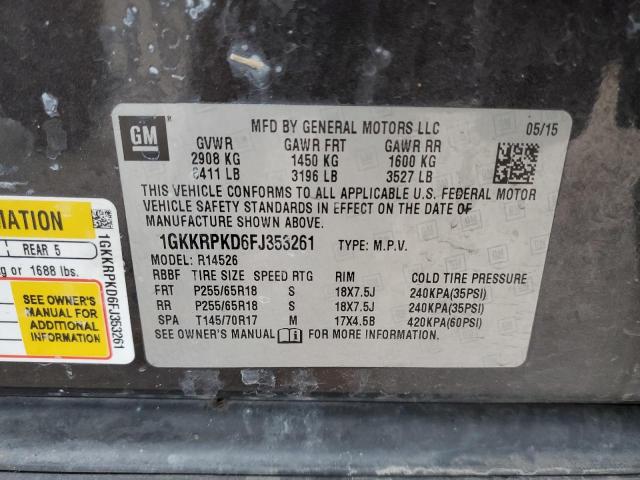 GM
MFD BY GENERAL MOTORS LLC 05/15
GVWR GAWR FRT GAWR RR
2908 KG 1450 KG 1600 KG
6411 LB 3196 LB 3527 LB
THIS VEHICLE CONFORMS TO ALL APPLICABLE U.S. FEDERAL MOTOR
VEHICLE SAFETY STANDARDS IN EFFECT ON THE DATE OF
MANUFACTURE SHOWN ABOVE.
1GKKRPKD6FJ353261 TYPE: M.P.V.
MODEL: R14526
RBBF TIRE SIZE SPEED RTG RIM COLD TIRE PRESSURE
FRT P255/65R18 S 18X7.5J 240KPA(35PSI)
RR P255/65R18 S 18X7.5J 240KPA(35PSI)
SPA T145/70R17 M 17X4.5B 420KPA(60PSI)
SEE OWNER'S MANUAL FOR MORE INFORMATION.
REAR 5
or 1688 lbs.
SEE OWNER'S
MANUAL FOR
ADDITIONAL
INFORMATION
1GKKRPKD6FJ353261